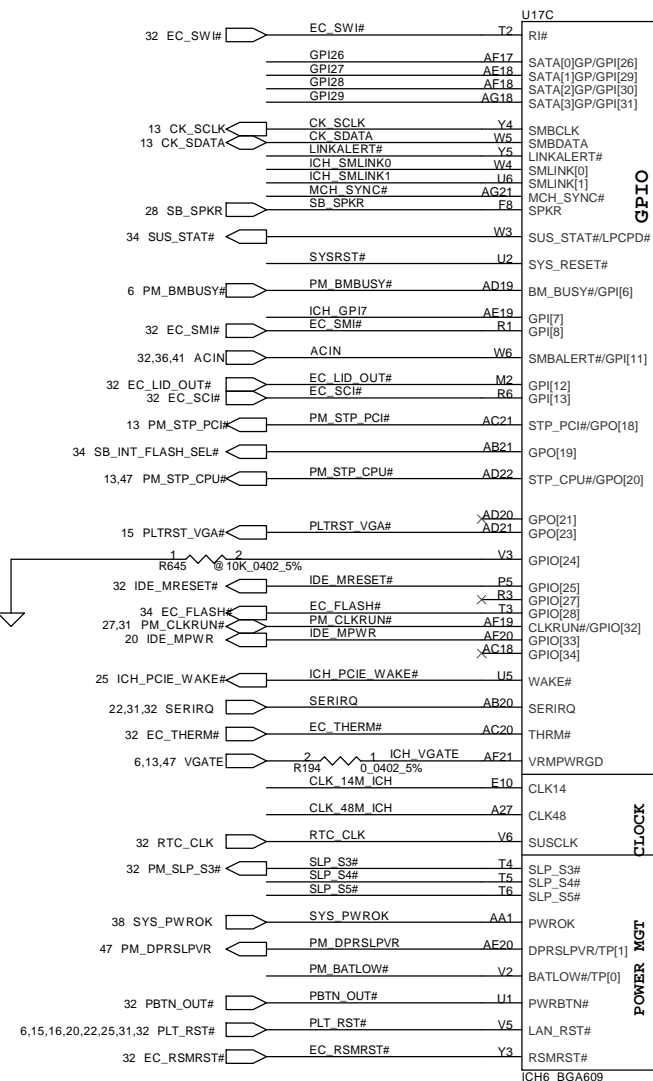 U17C
32 EC_SWI# EC_SWI# T2 RI#
GPI26 AF17 SATA[0]GP/GPI[26]
GPI27 AE18 SATA[1]GP/GPI[29]
GPI28 AF18 SATA[2]GP/GPI[30]
GPI29 AG18 SATA[3]GP/GPI[31]
13 CK_SCLK CK_SCLK Y4 SMBCLK
13 CK_SDATA CK_SDATA W5 SMBDATA
LINKALERT# Y5 LINKALERT#
ICH_SMLINK0 W4 SMLINK[0]
ICH_SMLINK1 U6 SMLINK[1]
MCH_SYNC# AG21 MCH_SYNC#
28 SB_SPKR SB_SPKR F8 SPKR
GPIO
34 SUS_STAT# W3 SUS_STAT#/LPCPD#
SYSRST# U2 SYS_RESET#
6 PM_BMBUSY# PM_BMBUSY# AD19 BM_BUSY#/GPI[6]
ICH_GPI7 AE19 GPI[7]
32 EC_SMI# EC_SMI# R1 GPI[8]
32,36,41 ACIN ACIN W6 SMBALERT#/GPI[11]
32 EC_LID_OUT# EC_LID_OUT# M2 GPI[12]
32 EC_SCI# EC_SCI# R6 GPI[13]
13 PM_STP_PCI# PM_STP_PCI# AC21 STP_PCI#/GPO[18]
34 SB_INT_FLASH_SEL# AB21 GPO[19]
13,47 PM_STP_CPU# PM_STP_CPU# AD22 STP_CPU#/GPO[20]
AD20 GPO[21]
15 PLTRST_VGA# PLTRST_VGA# AD21 GPO[23]
1 2 V3 GPIO[24]
R645 @10K_0402_5%
32 IDE_MRESET# IDE_MRESET# P5 GPIO[25]
R3 GPIO[27]
34 EC_FLASH# EC_FLASH# T3 GPIO[28]
27,31 PM_CLKRUN# PM_CLKRUN# AF19 CLKRUN#/GPIO[32]
20 IDE_MPWR IDE_MPWR AF20 GPIO[33]
AC18 GPIO[34]
25 ICH_PCIE_WAKE# ICH_PCIE_WAKE# U5 WAKE#
22,31,32 SERIRQ SERIRQ AB20 SERIRQ
32 EC_THERM# EC_THERM# AC20 THRM#
6,13,47 VGATE 2 1 ICH_VGATE AF21 VRMPWRGD
R194 0_0402_5%
CLK_14M_ICH E10 CLK14
CLK_48M_ICH A27 CLK48
CLOCK
32 RTC_CLK RTC_CLK V6 SUSCLK
32 PM_SLP_S3# SLP_S3# T4 SLP_S3#
SLP_S4# T5 SLP_S4#
SLP_S5# T6 SLP_S5#
38 SYS_PWROK SYS_PWROK AA1 PWROK
47 PM_DPRSLPVR PM_DPRSLPVR AE20 DPRSLPVR/TP[1]
PM_BATLOW# V2 BATLOW#/TP[0]
POWER MGT
32 PBTN_OUT# PBTN_OUT# U1 PWRBTN#
6,15,16,20,22,25,31,32 PLT_RST# PLT_RST# V5 LAN_RST#
32 EC_RSMRST# EC_RSMRST# Y3 RSMRST#
ICH6_BGA609